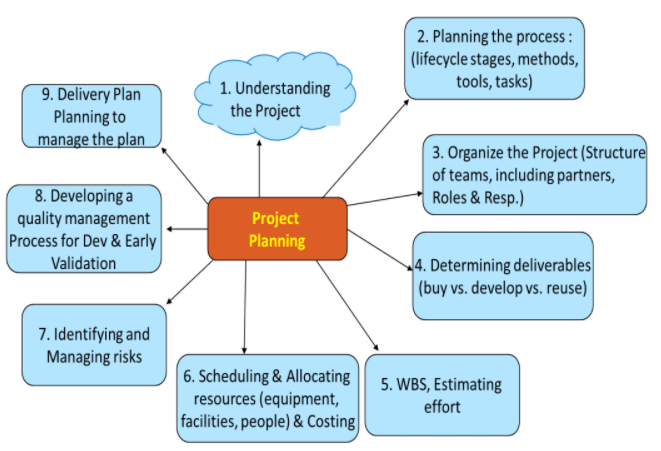 1. Understanding
the Project
2. Planning the process :
(lifecycle stages, methods,
tools, tasks)
3. Organize the Project (Structure
of teams, including partners,
Roles & Resp.)
4. Determining deliverables
(buy vs. develop vs. reuse)
5. WBS, Estimating
effort
6. Scheduling & Allocating
resources (equipment,
facilities, people) & Costing
7. Identifying and
Managing risks
8. Developing a
quality management
Process for Dev & Early
Validation
9. Delivery Plan
Planning to
manage the plan
Project
Planning